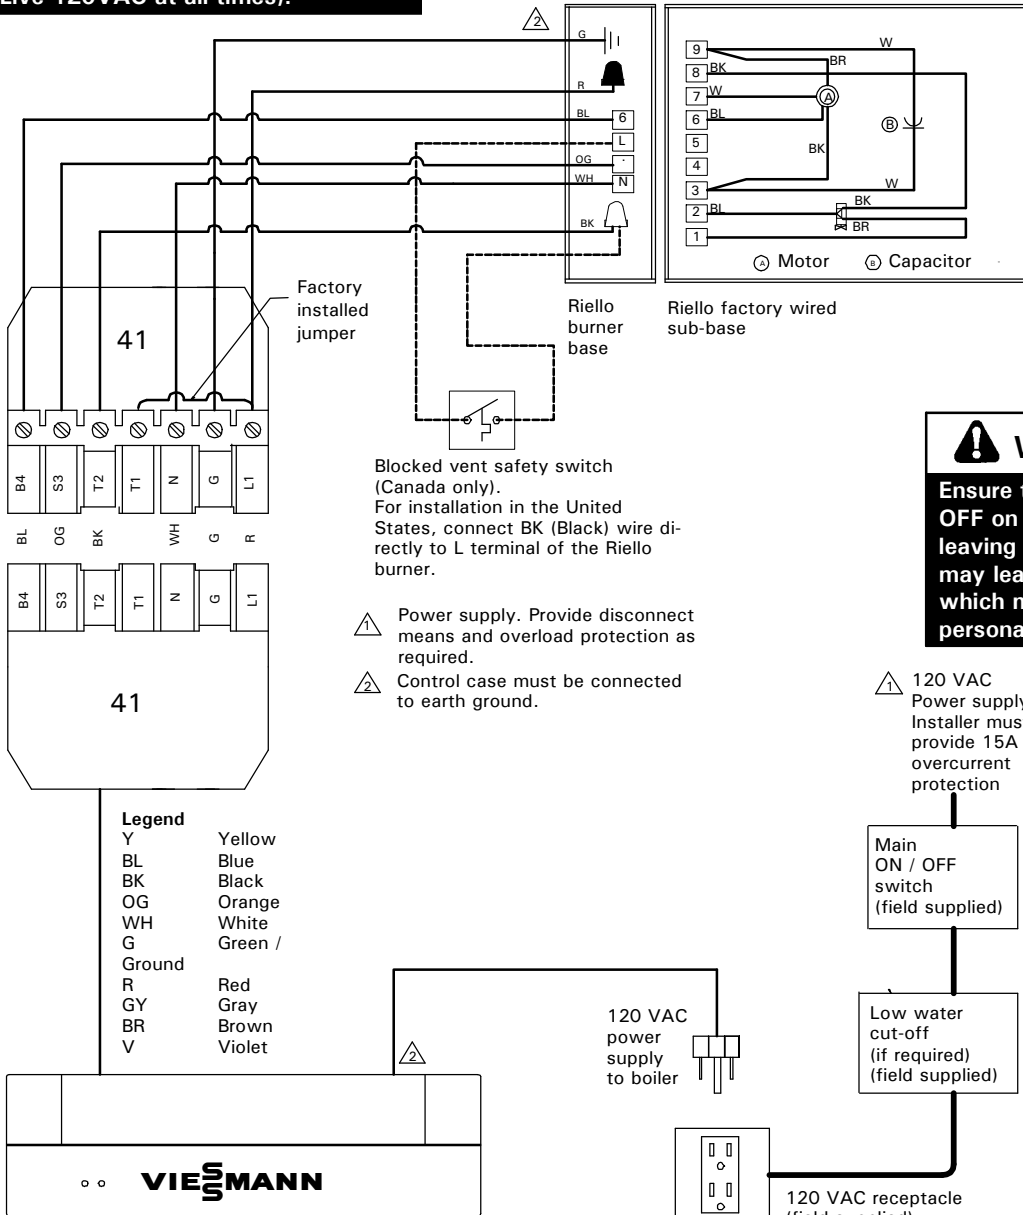 Live 120VAC at all times).
2
G
R
BL
6
L
OG
WH
N
BK
9
8
7
6
5
4
3
2
1
W
BR
BK
W
A
BL
B
BK
W
BL
BK
BR
A Motor B Capacitor
Riello
burner
base
Riello factory wired
sub-base
Factory
installed
jumper
41
B4 S3 T2 T1 N G L1
BL OG BK WH G R
B4 S3 T2 T1 N G L1
41
Blocked vent safety switch
(Canada only).
For installation in the United
States, connect BK (Black) wire di-
rectly to L terminal of the Riello
burner.
1 Power supply. Provide disconnect
means and overload protection as
required.
2 Control case must be connected
to earth ground.
W
Ensure
OFF on
leaving
may lea
which
persona
1 120 VAC
Power supply
Installer mus
provide 15A
overcurrent
protection
Main
ON / OFF
switch
(field supplied)
Low water
cut-off
(if required)
(field supplied)
Legend
Y Yellow
BL Blue
BK Black
OG Orange
WH White
G Green /
Ground
R Red
GY Gray
BR Brown
V Violet
2
120 VAC
power
supply
to boiler
VIESSMANN
120 VAC receptacle
(field supplied)